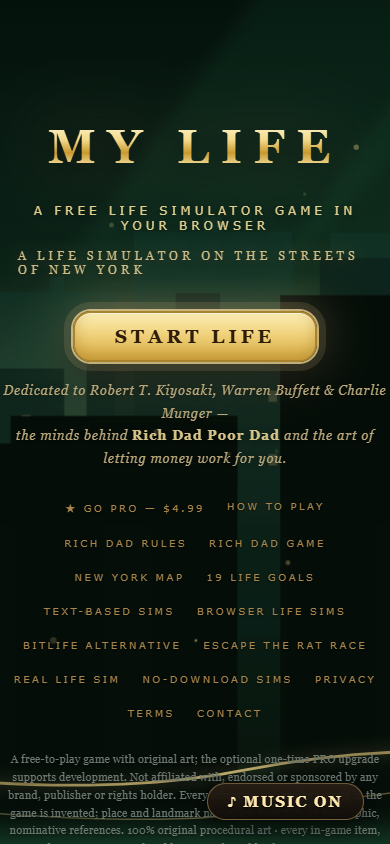 MY LIFE
A FREE LIFE SIMULATOR GAME IN
YOUR BROWSER
A LIFE SIMULATOR ON THE STREETS
OF NEW YORK
START LIFE
Dedicated to Robert T. Kiyosaki, Warren Buffett & Charlie
Munger —
the minds behind Rich Dad Poor Dad and the art of
letting money work for you.
★ GO PRO — $4.99 HOW TO PLAY
RICH DAD RULES RICH DAD GAME
NEW YORK MAP 19 LIFE GOALS
TEXT-BASED SIMS BROWSER LIFE SIMS
BITLIFE ALTERNATIVE ESCAPE THE RAT RACE
REAL LIFE SIM NO-DOWNLOAD SIMS PRIVACY
TERMS CONTACT
A free-to-play game with original art; the optional one-time PRO upgrade
supports development. Not affiliated with, endorsed or sponsored by any
brand, publisher or rights holder. Every the
♪ MUSIC ON
game is invented; place and landmark
nominative references. 100% original procedural art · every in-game item,